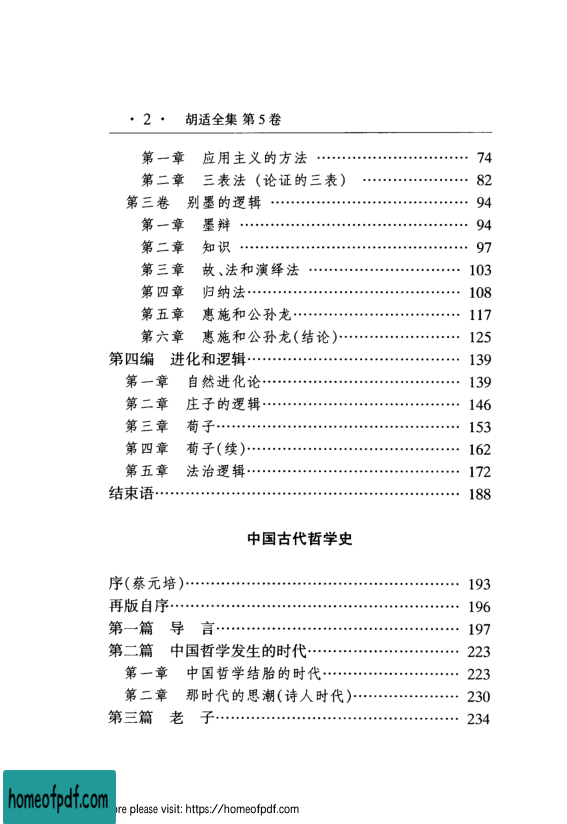 · 2 · 胡适全集 第5卷
第一章 应用主义的方法 …………………………… 74
第二章 三表法（论证的三表） ………………… 82
第三卷 别墨的逻辑 ………………………………… 94
第一章 墨辩 ……………………………………… 94
第二章 知识 ……………………………………… 97
第三章 故、法和演绎法 ………………………… 103
第四章 归纳法…………………………………… 108
第五章 惠施和公孙龙…………………………… 117
第六章 惠施和公孙龙(结论)…………………… 125
第四编 进化和逻辑…………………………………… 139
第一章 自然进化论………………………………… 139
第二章 庄子的逻辑………………………………… 146
第三章 荀子………………………………………… 153
第四章 荀子(续)…………………………………… 162
第五章 法治逻辑…………………………………… 172
结束语…………………………………………………… 188
中国古代哲学史
序(蔡元培)……………………………………………… 193
再版自序………………………………………………… 196
第一篇 导 言………………………………………… 197
第二篇 中国哲学发生的时代………………………… 223
第一章 中国哲学结胎的时代……………………… 223
第二章 那时代的思潮(诗人时代)………………… 230
第三篇 老 子………………………………………… 234
homeofpdf.com
re please visit: https://homeofpdf.com